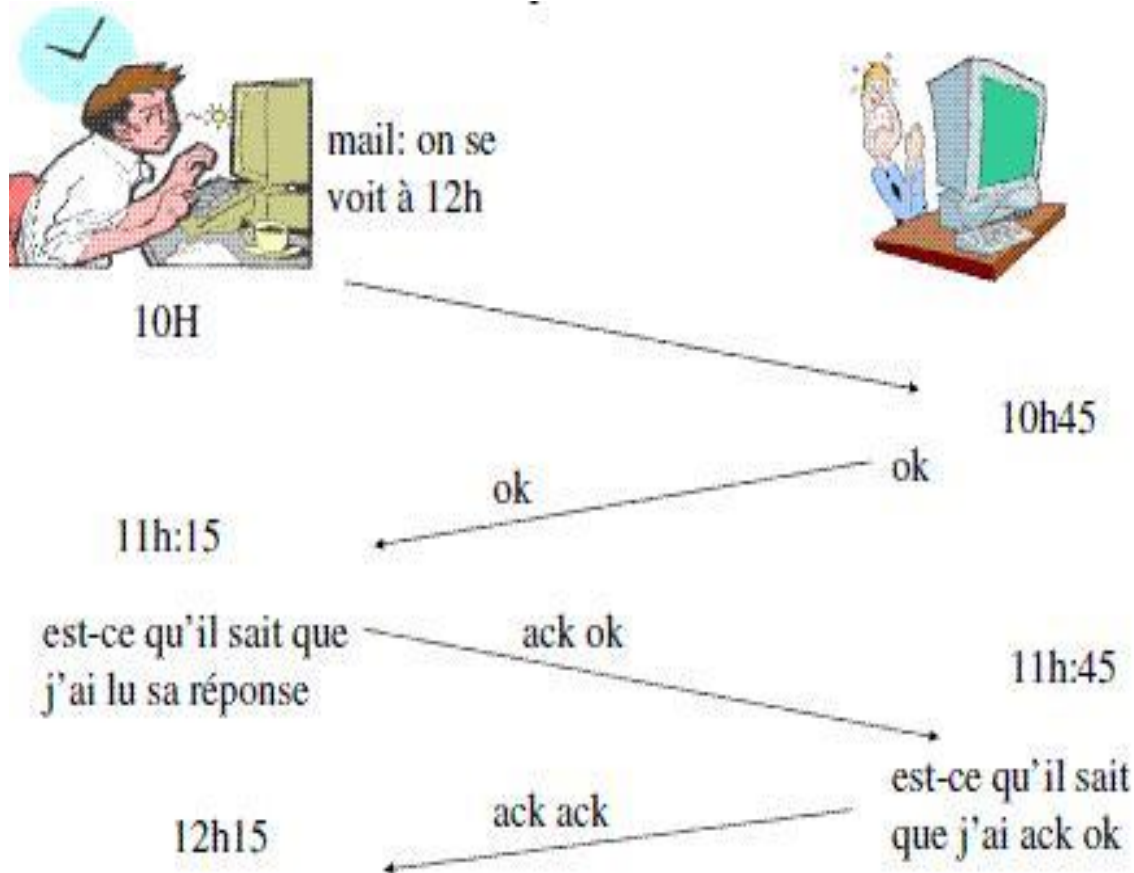 mail: on se
voit à 12h
10H
10h45
ok
ok
11h:15
est-ce qu'il sait que
j'ai lu sa réponse
ack ok
11h:45
est-ce qu'il sait
que j'ai ack ok
ack ack
12h15